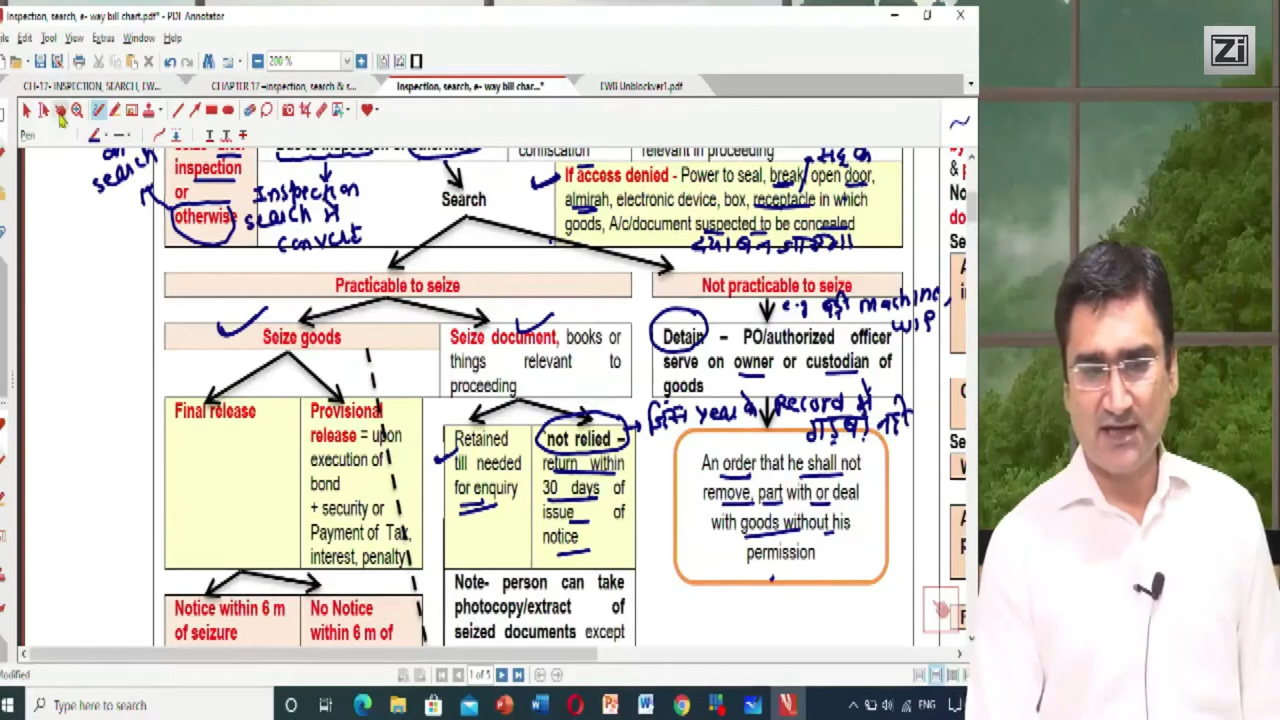 Inspection, search, e- way bill chart.pdf* - PDF Annotator
Edit Tool View Extras Window Help
200 %
CH-17- INSPECTION, SEARCH, EW...
CHAPTER 17 –inspection, search & s...
Inspection, search, e- way bill char...*
EWB Unblocker1.pdf
Pen
Zi
on
search
inspection
or
otherwise
Inspection
search
convert
confiscation
relevant in proceeding
Search
If access denied - Power to seal, break/ open door,
almirah, electronic device, box, receptacle in which
goods, A/c/document suspected to be concealed
Practicable to seize
Not practicable to seize
e.g machine
WIP
Seize goods
Seize document, books or
things relevant to
proceeding
Detain – PO/authorized officer
serve on owner or custodian of
goods
Final release
Provisional
release = upon
execution of
bond
+ security or
Payment of Tax,
interest, penalty
Retained
till needed
for enquiry
not relied –
return within
30 days of
issue of
notice
year
Record
An order that he shall not
remove, part with or deal
with goods without his
permission
Notice within 6 m
of seizure
No Notice
within 6 m of
Note- person can take
photocopy/extract of
seized documents except
1 of 5
Modified
Type here to search
ENG